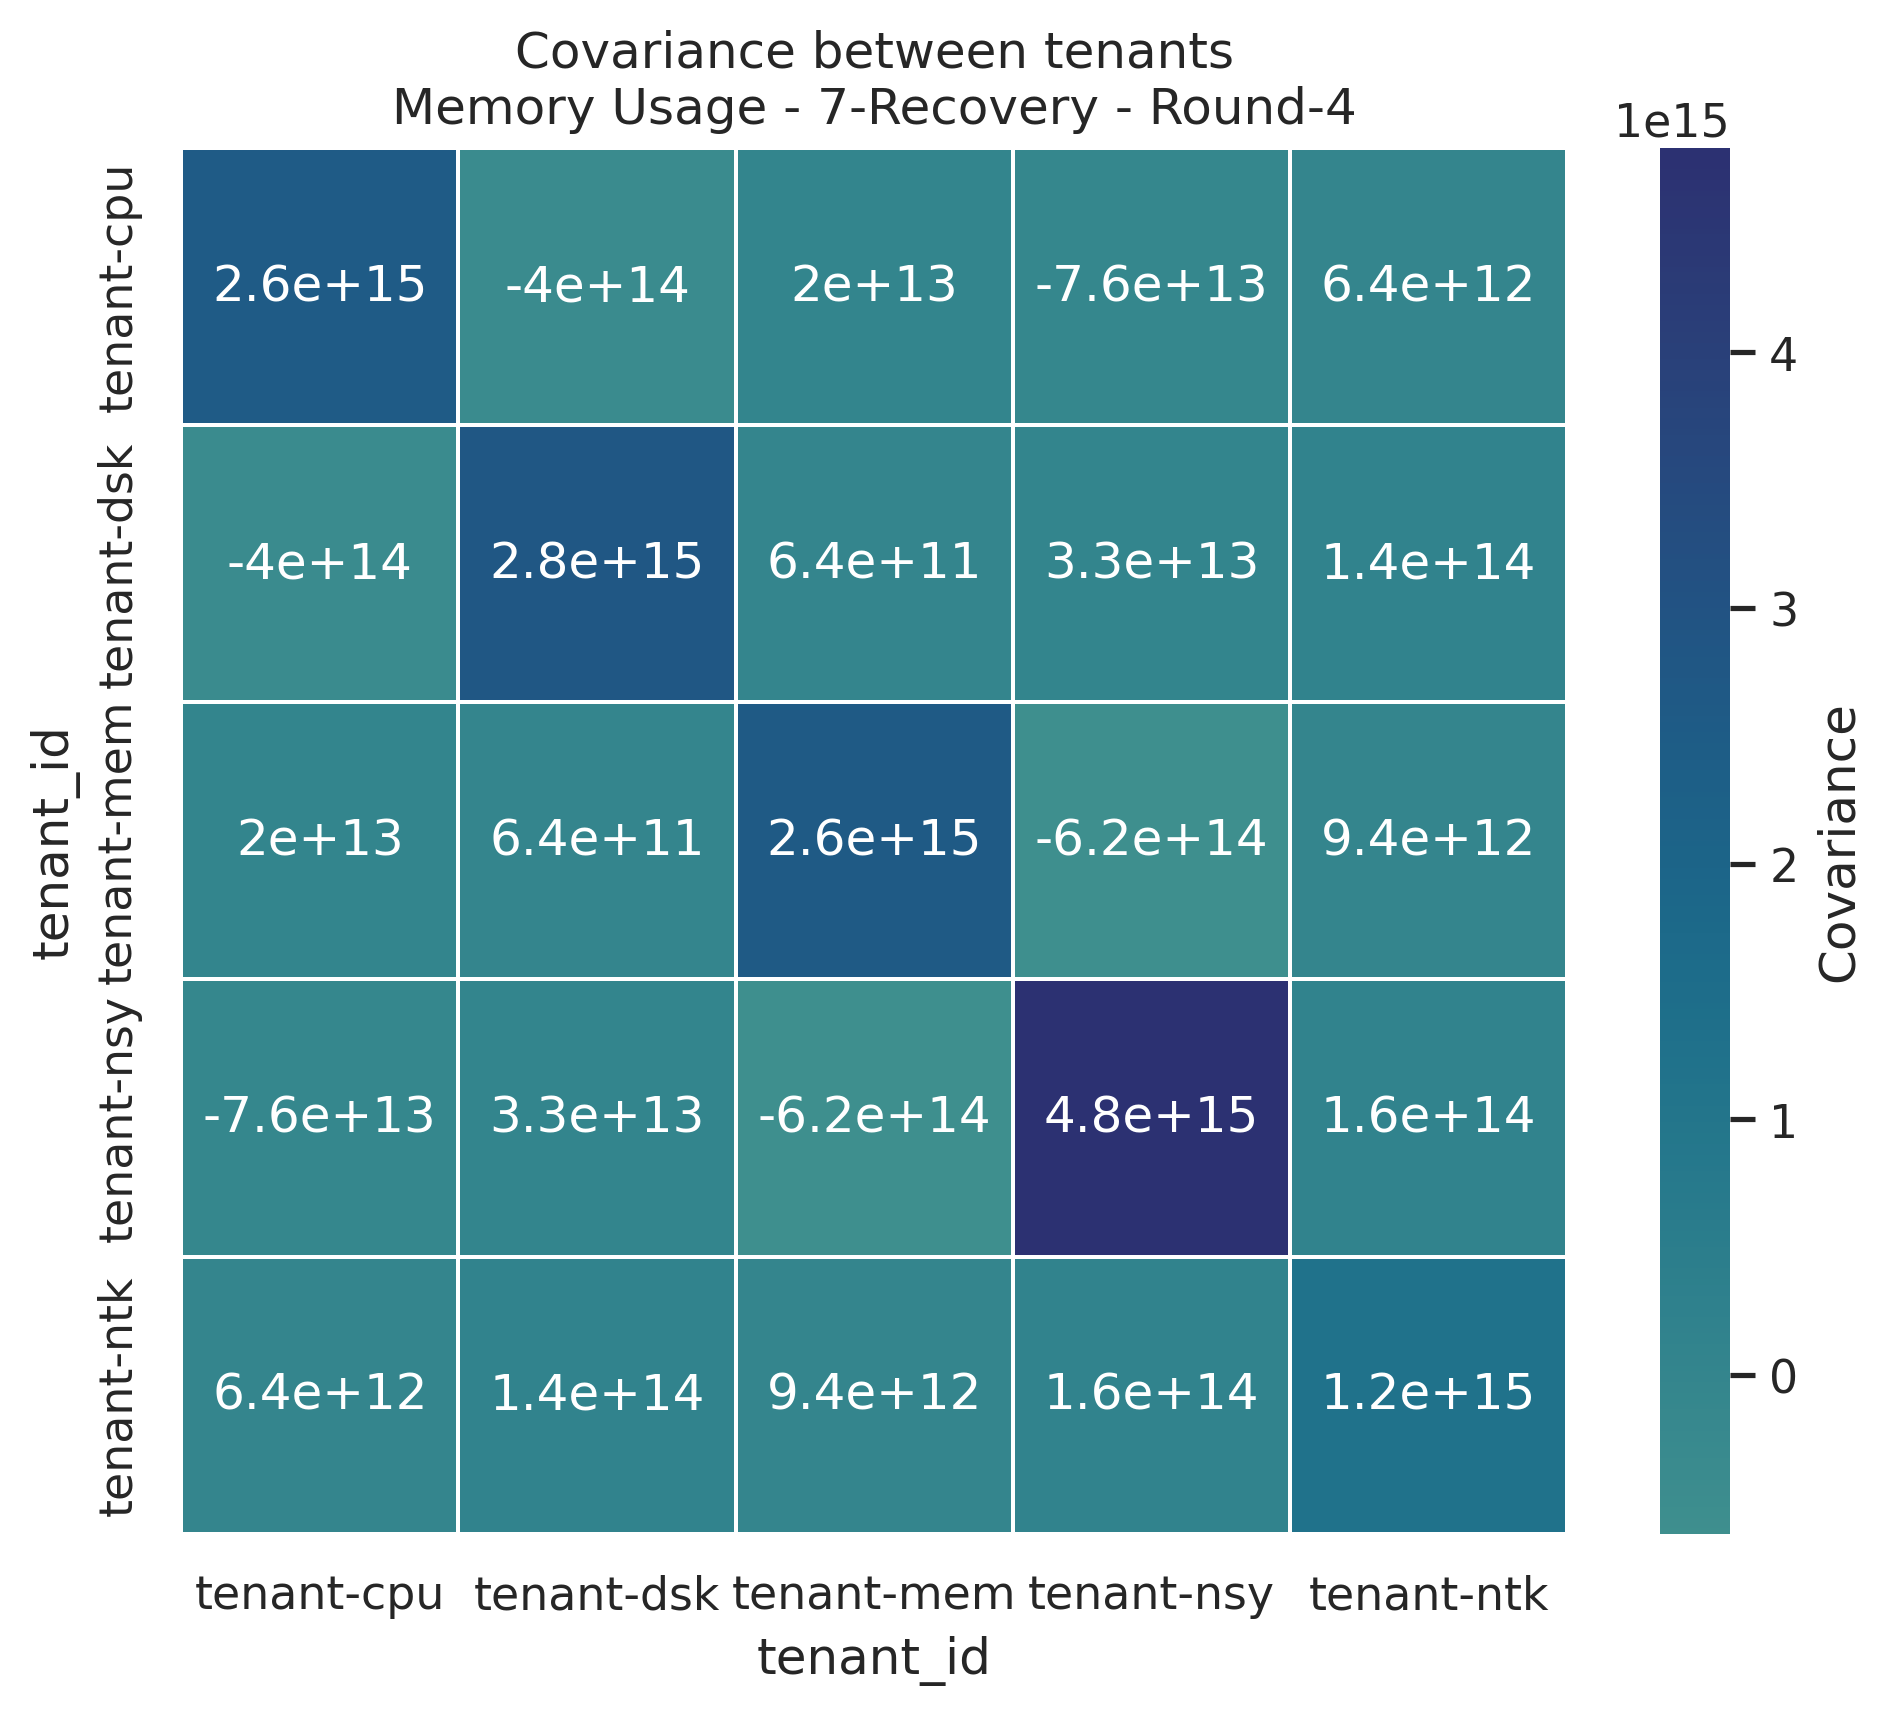 Covariance between tenants
Memory Usage - 7-Recovery - Round-4
1e15
tenant-cpu
2.6e+15 -4e+14 2e+13 -7.6e+13 6.4e+12
tenant-dsk
-4e+14 2.8e+15 6.4e+11 3.3e+13 1.4e+14
tenant-mem
2e+13 6.4e+11 2.6e+15 -6.2e+14 9.4e+12
tenant-nsy
-7.6e+13 3.3e+13 -6.2e+14 4.8e+15 1.6e+14
tenant-ntk
6.4e+12 1.4e+14 9.4e+12 1.6e+14 1.2e+15
tenant_id
tenant-cpu tenant-dsk tenant-mem tenant-nsy tenant-ntk
tenant_id
4
3
2
1
0
Covariance